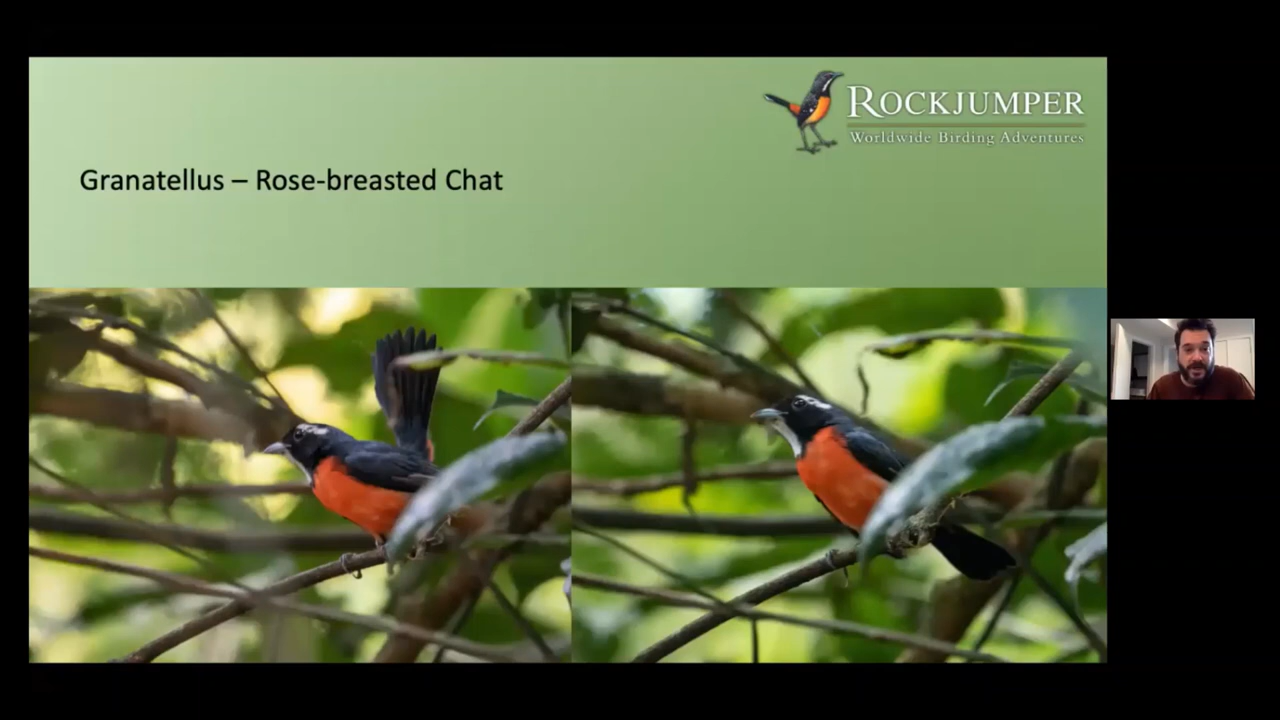 ROCKJUMPER
Worldwide Birding Adventures
Granatellus – Rose-breasted Chat